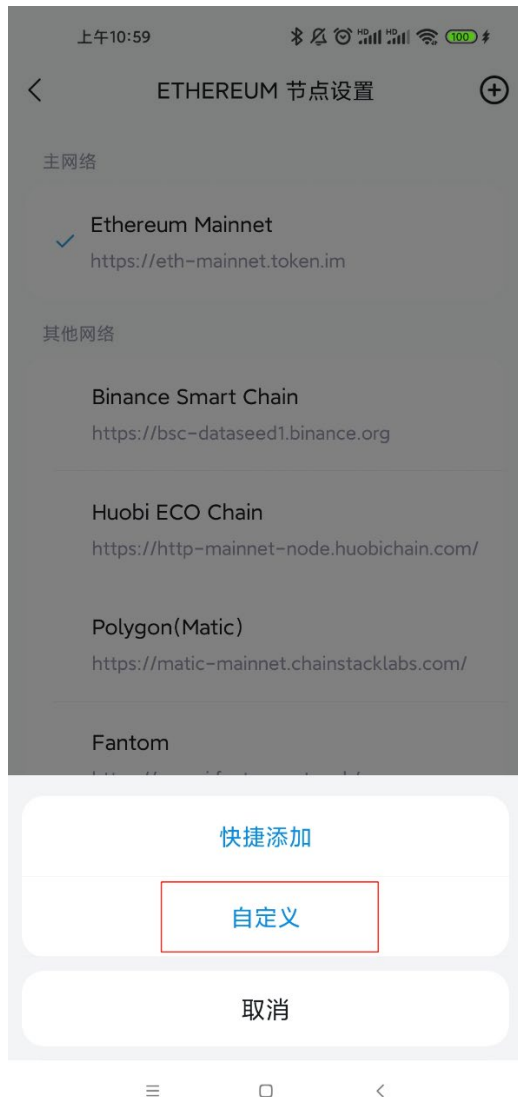 上午10:59
100
ETHEREUM 节点设置
主网络
Ethereum Mainnet
https://eth-mainnet.token.im
其他网络
Binance Smart Chain
https://bsc-dataseed1.binance.org
Huobi ECO Chain
https://http-mainnet-node.huobichain.com/
Polygon(Matic)
https://matic-mainnet.chainstacklabs.com/
Fantom
快捷添加
自定义
取消